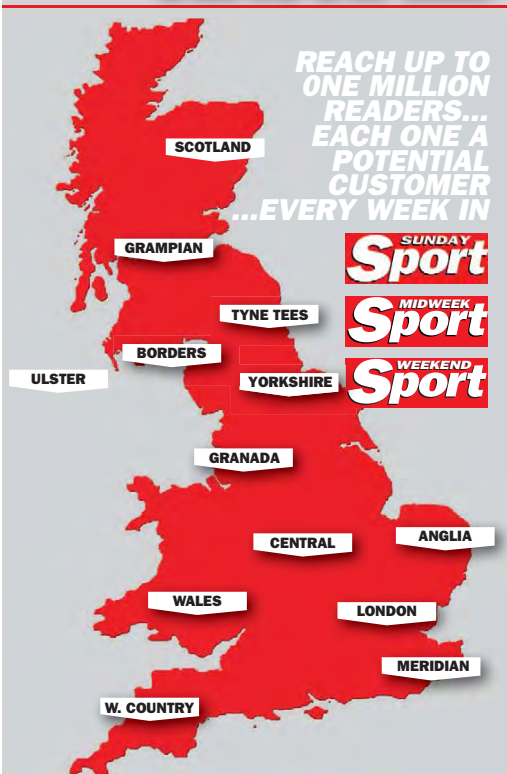 REACH UP TO
ONE MILLION
READERS...
EACH ONE A
POTENTIAL
CUSTOMER
...EVERY WEEK IN
SUNDAY
Sport
MIDWEEK
Sport
WEEKEND
Sport
SCOTLAND
GRAMPIAN
TYNE TEES
BORDERS
ULSTER
YORKSHIRE
GRANADA
ANGLIA
CENTRAL
WALES
LONDON
MERIDIAN
W. COUNTRY